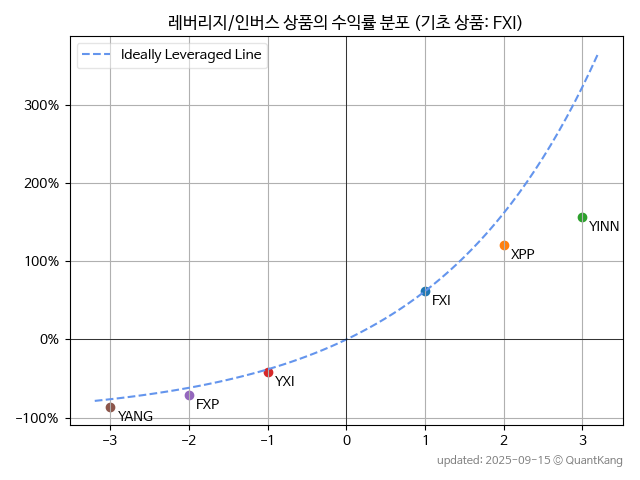 레버리지/인버스 상품의 수익률 분포 (기초 상품: FXI)
Ideally Leveraged Line
300%
200%
YINN
XPP
100%
FXI
0%
YXI
FXP
YANG
−100%
−3 −2 −1 0 1 2 3
updated: 2025-09-15 © QuantKang